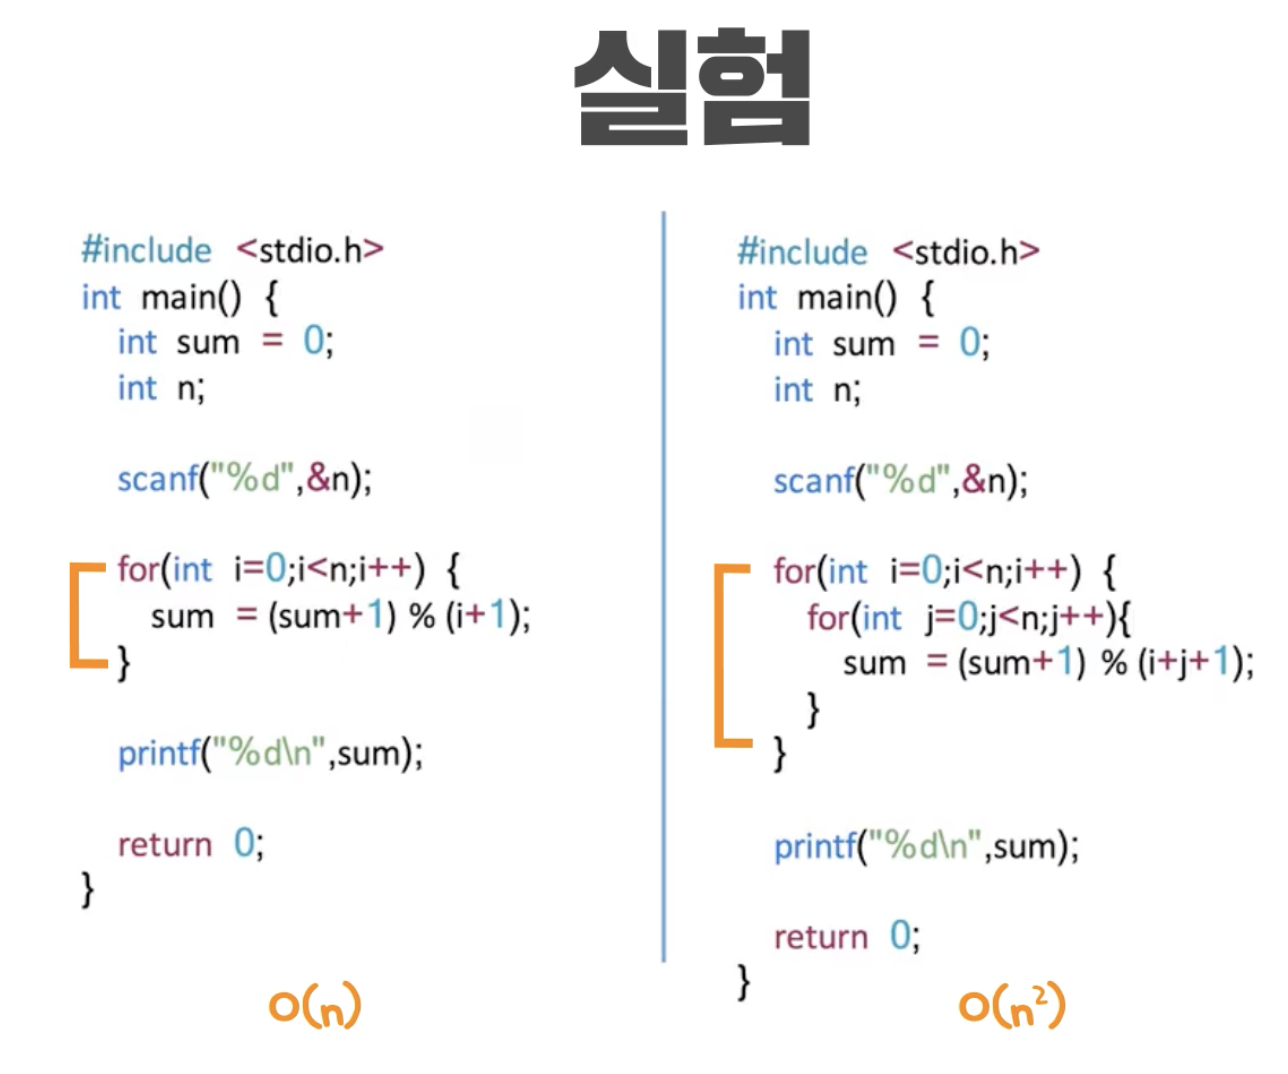 실험
#include <stdio.h>
int main() {
int sum = 0;
int n;
scanf("%d",&n);
for(int i=0;i<n;i++) {
sum = (sum+1) % (i+1);
}
printf("%d\n",sum);
return 0;
}
O(n)
#include <stdio.h>
int main() {
int sum = 0;
int n;
scanf("%d",&n);
for(int i=0;i<n;i++) {
for(int j=0;j<n;j++){
sum = (sum+1) % (i+j+1);
}
}
printf("%d\n",sum);
return 0;
}
O(n²)